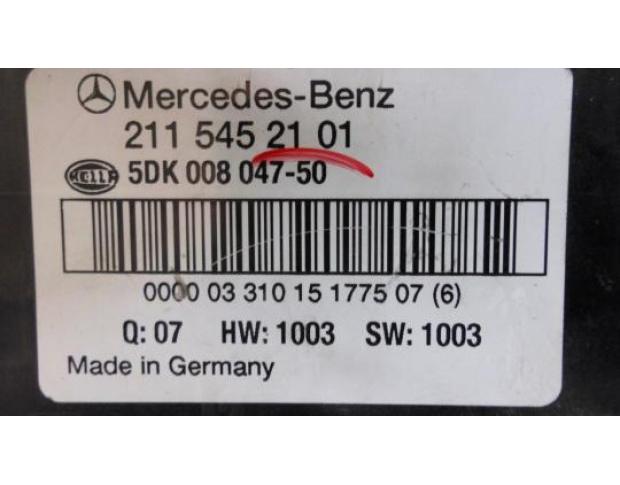 Mercedes-Benz
211 545 21 01
HELLA 5DK 008 047-50
0000 03 310 15 1775 07 (6)
Q: 07 HW: 1003 SW: 1003
Made in Germany